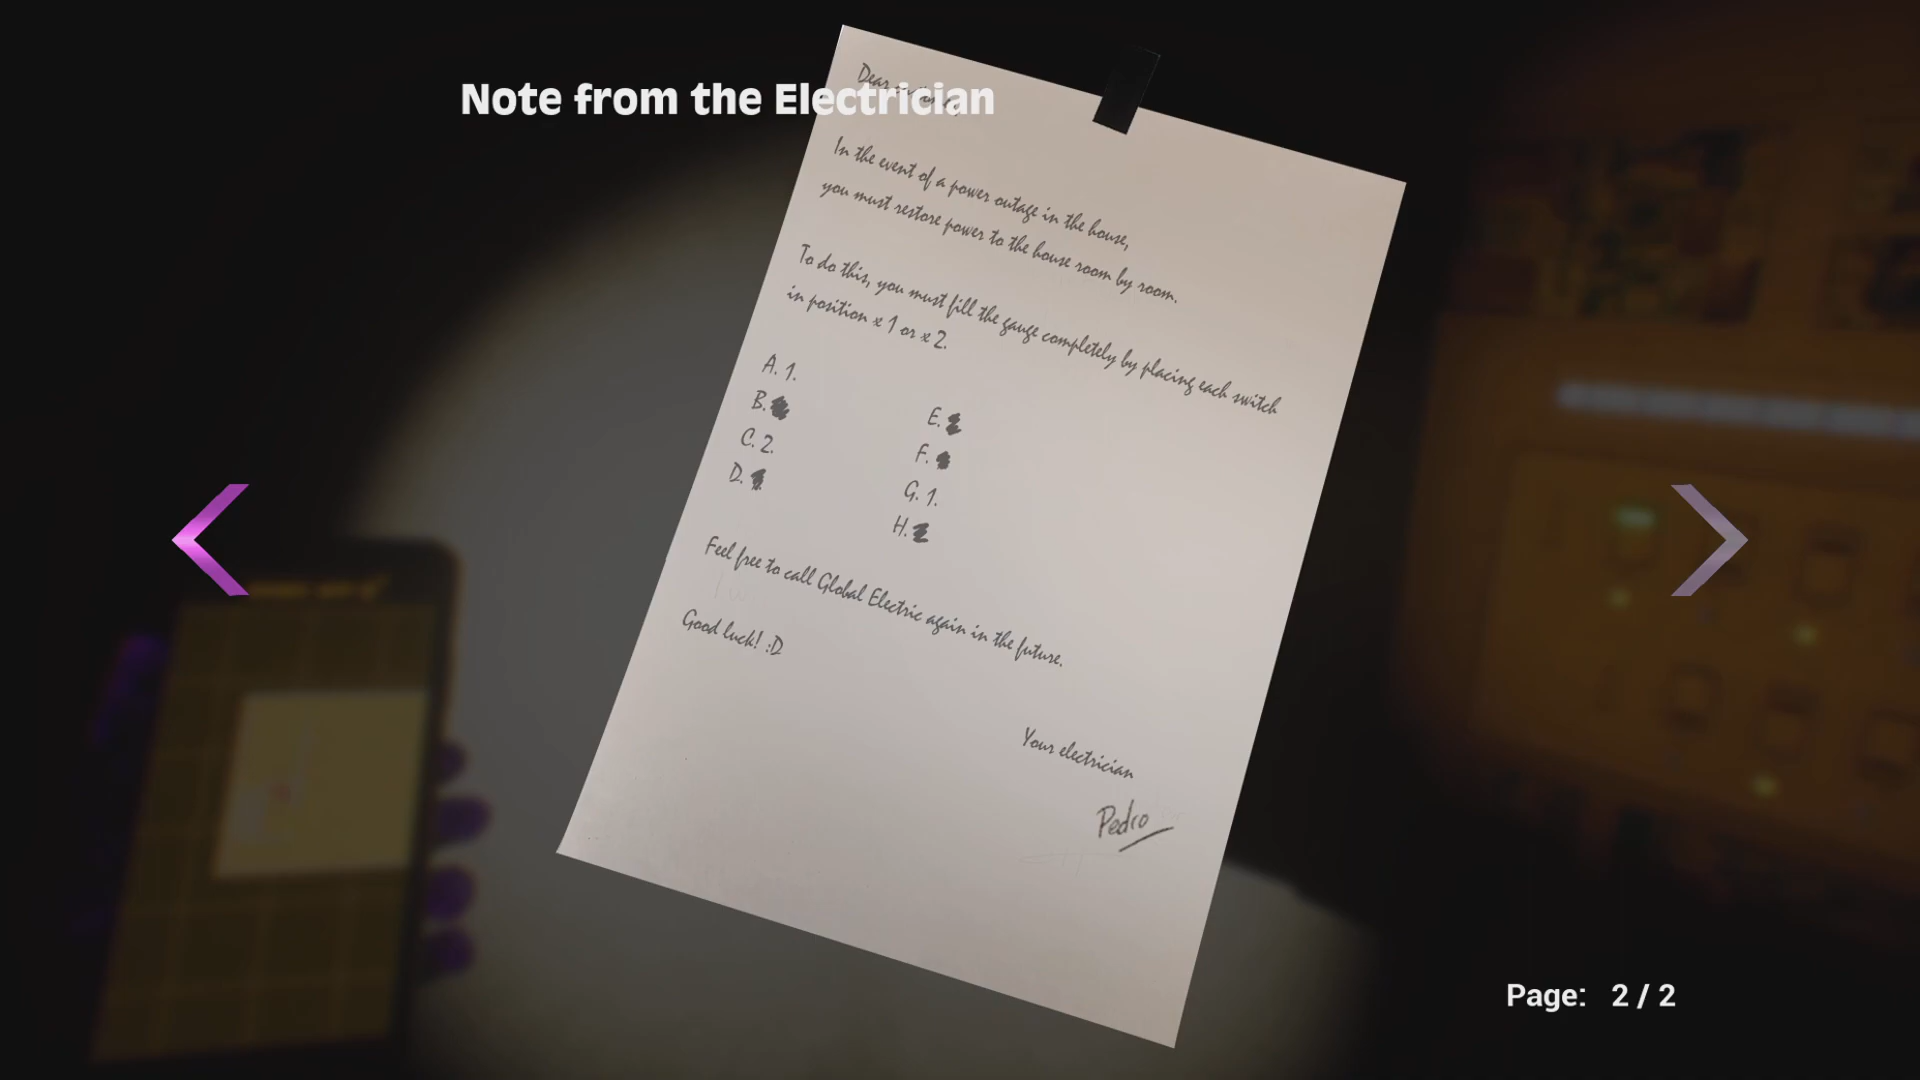 Note from the Electrician
Dear
In the event of a power outage in the house,
you must restore power to the house room by room.
To do this, you must fill the gauge completely by placing each switch
in position x 1 or x 2.
A. 1.
B.
C. 2.
D.
E.
F.
G. 1.
H.
Feel free to call Global Electric again in the future.
Good luck! :D
Your electrician
Pedro
Page: 2 / 2